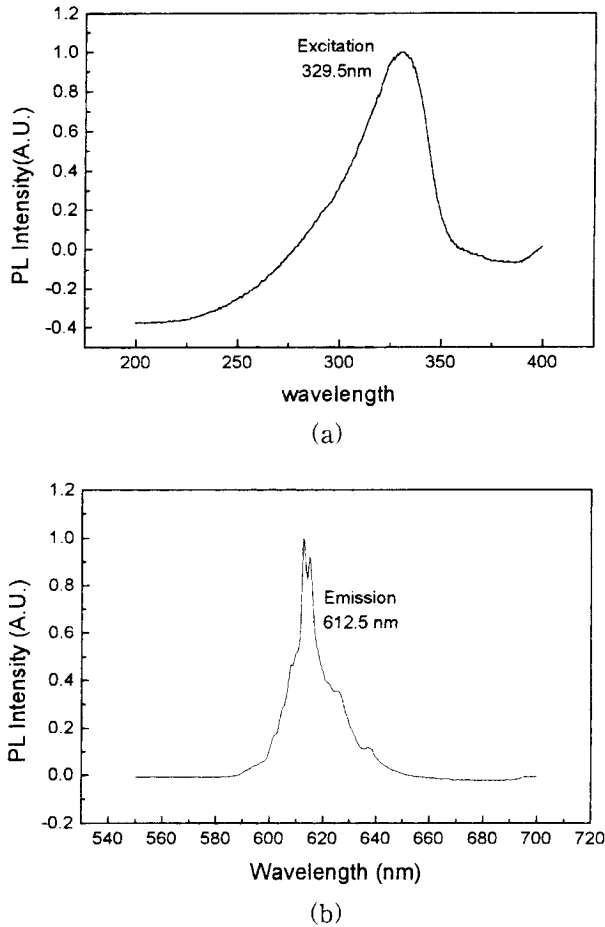 1.2
1.0
0.8
0.6
0.4
0.2
0.0
-0.2
-0.4
PL Intensity(A.U.)
Excitation
329.5nm
200 250 300 350 400
wavelength
(a)
1.2
1.0
0.8
0.6
0.4
0.2
0.0
-0.2
PL Intensity (A.U.)
Emission
612.5 nm
540 560 580 600 620 640 660 680 700 720
Wavelength (nm)
(b)